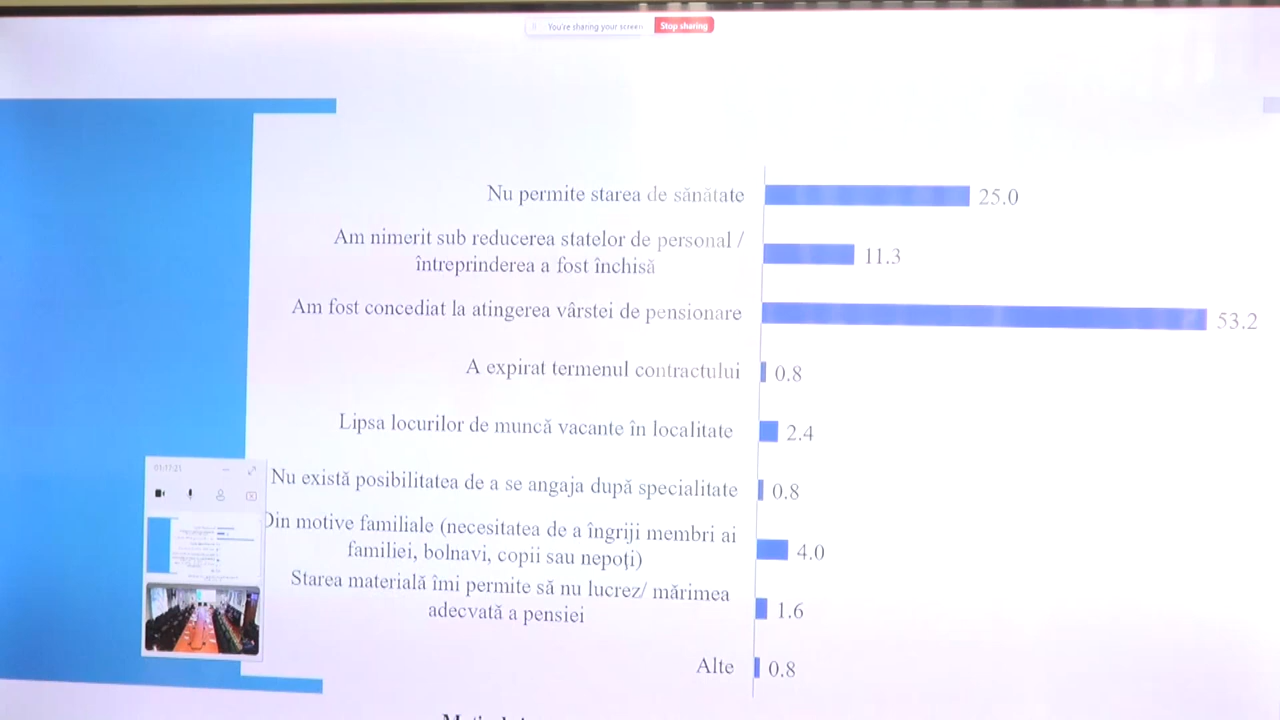 You're sharing your screen
Stop sharing
Nu permite starea de sănătate
25.0
Am nimerit sub reducerea statelor de personal /
întreprinderea a fost închisă
11.3
Am fost concediat la atingerea vârstei de pensionare
53.2
A expirat termenul contractului
0.8
Lipsa locurilor de muncă vacante în localitate
2.4
Nu există posibilitatea de a se angaja după specialitate
0.8
Din motive familiale (necesitatea de a îngriji membri ai
familiei, bolnavi, copii sau nepoți)
4.0
Starea materială îmi permite să nu lucrez/ mărimea
adecvată a pensiei
1.6
Alte
0.8
01:17:21